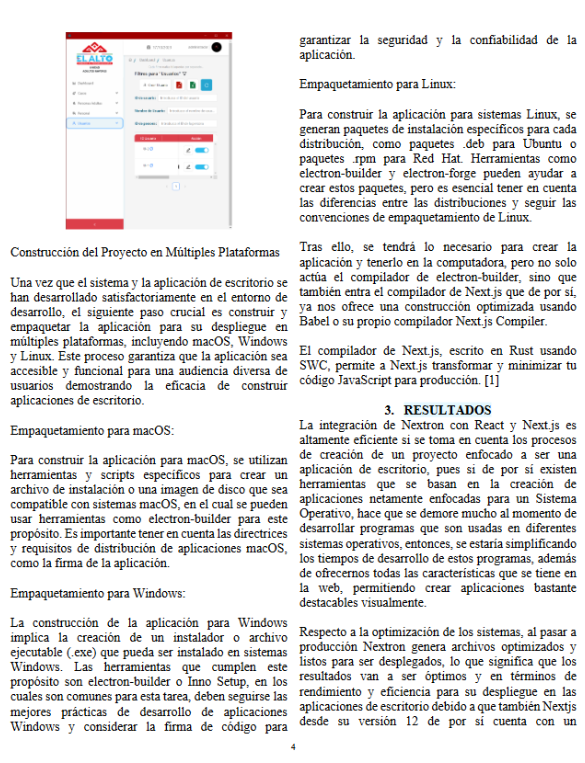 EL ALTO
Dashboard
Filtros para "Usuarios"
Construcción del Proyecto en Múltiples Plataformas
Una vez que el sistema y la aplicación de escritorio se
han desarrollado satisfactoriamente en el entorno de
desarrollo, el siguiente paso crucial es construir y
empaquetar la aplicación para su despliegue en
múltiples plataformas, incluyendo macOS, Windows
y Linux. Este proceso garantiza que la aplicación sea
accesible y funcional para una audiencia diversa de
usuarios demostrando la eficacia de construir
aplicaciones de escritorio.
Empaquetamiento para macOS:
Para construir la aplicación para macOS, se utilizan
herramientas y scripts específicos para crear un
archivo de instalación o una imagen de disco que sea
compatible con sistemas macOS, en el cual se pueden
usar herramientas como electron-builder para este
propósito. Es importante tener en cuenta las directrices
y requisitos de distribución de aplicaciones macOS,
como la firma de la aplicación.
Empaquetamiento para Windows:
La construcción de la aplicación para Windows
implica la creación de un instalador o archivo
ejecutable (.exe) que pueda ser instalado en sistemas
Windows. Las herramientas que cumplen este
propósito son electron-builder o Inno Setup, en los
cuales son comunes para esta tarea, deben seguirse las
mejores prácticas de desarrollo de aplicaciones
Windows y considerar la firma de código para
garantizar la seguridad y la confiabilidad de la
aplicación.
Empaquetamiento para Linux:
Para construir la aplicación para sistemas Linux, se
generan paquetes de instalación específicos para cada
distribución, como paquetes .deb para Ubuntu o
paquetes .rpm para Red Hat. Herramientas como
electron-builder y electron-forge pueden ayudar a
crear estos paquetes, pero es esencial tener en cuenta
las diferencias entre las distribuciones y seguir las
convenciones de empaquetamiento de Linux.
Tras ello, se tendrá lo necesario para crear la
aplicación y tenerlo en la computadora, pero no solo
actúa el compilador de electron-builder, sino que
también entra el compilador de Next.js que de por sí,
ya nos ofrece una construcción optimizada usando
Babel o su propio compilador Next.js Compiler.
El compilador de Next.js, escrito en Rust usando
SWC, permite a Next.js transformar y minimizar tu
código JavaScript para producción. [1]
3. RESULTADOS
La integración de Nextron con React y Next.js es
altamente eficiente si se toma en cuenta los procesos
de creación de un proyecto enfocado a ser una
aplicación de escritorio, pues si de por sí existen
herramientas que se basan en la creación de
aplicaciones netamente enfocadas para un Sistema
Operativo, hace que se demore mucho al momento de
desarrollar programas que son usadas en diferentes
sistemas operativos, entonces, se estaría simplificando
los tiempos de desarrollo de estos programas, además
de ofrecernos todas las características que se tiene en
la web, permitiendo crear aplicaciones bastante
destacables visualmente.
Respecto a la optimización de los sistemas, al pasar a
producción Nextron genera archivos optimizados y
listos para ser desplegados, lo que significa que los
resultados van a ser óptimos y en términos de
rendimiento y eficiencia para su despliegue en las
aplicaciones de escritorio debido a que también Nextjs
desde su versión 12 de por sí cuenta con un
4